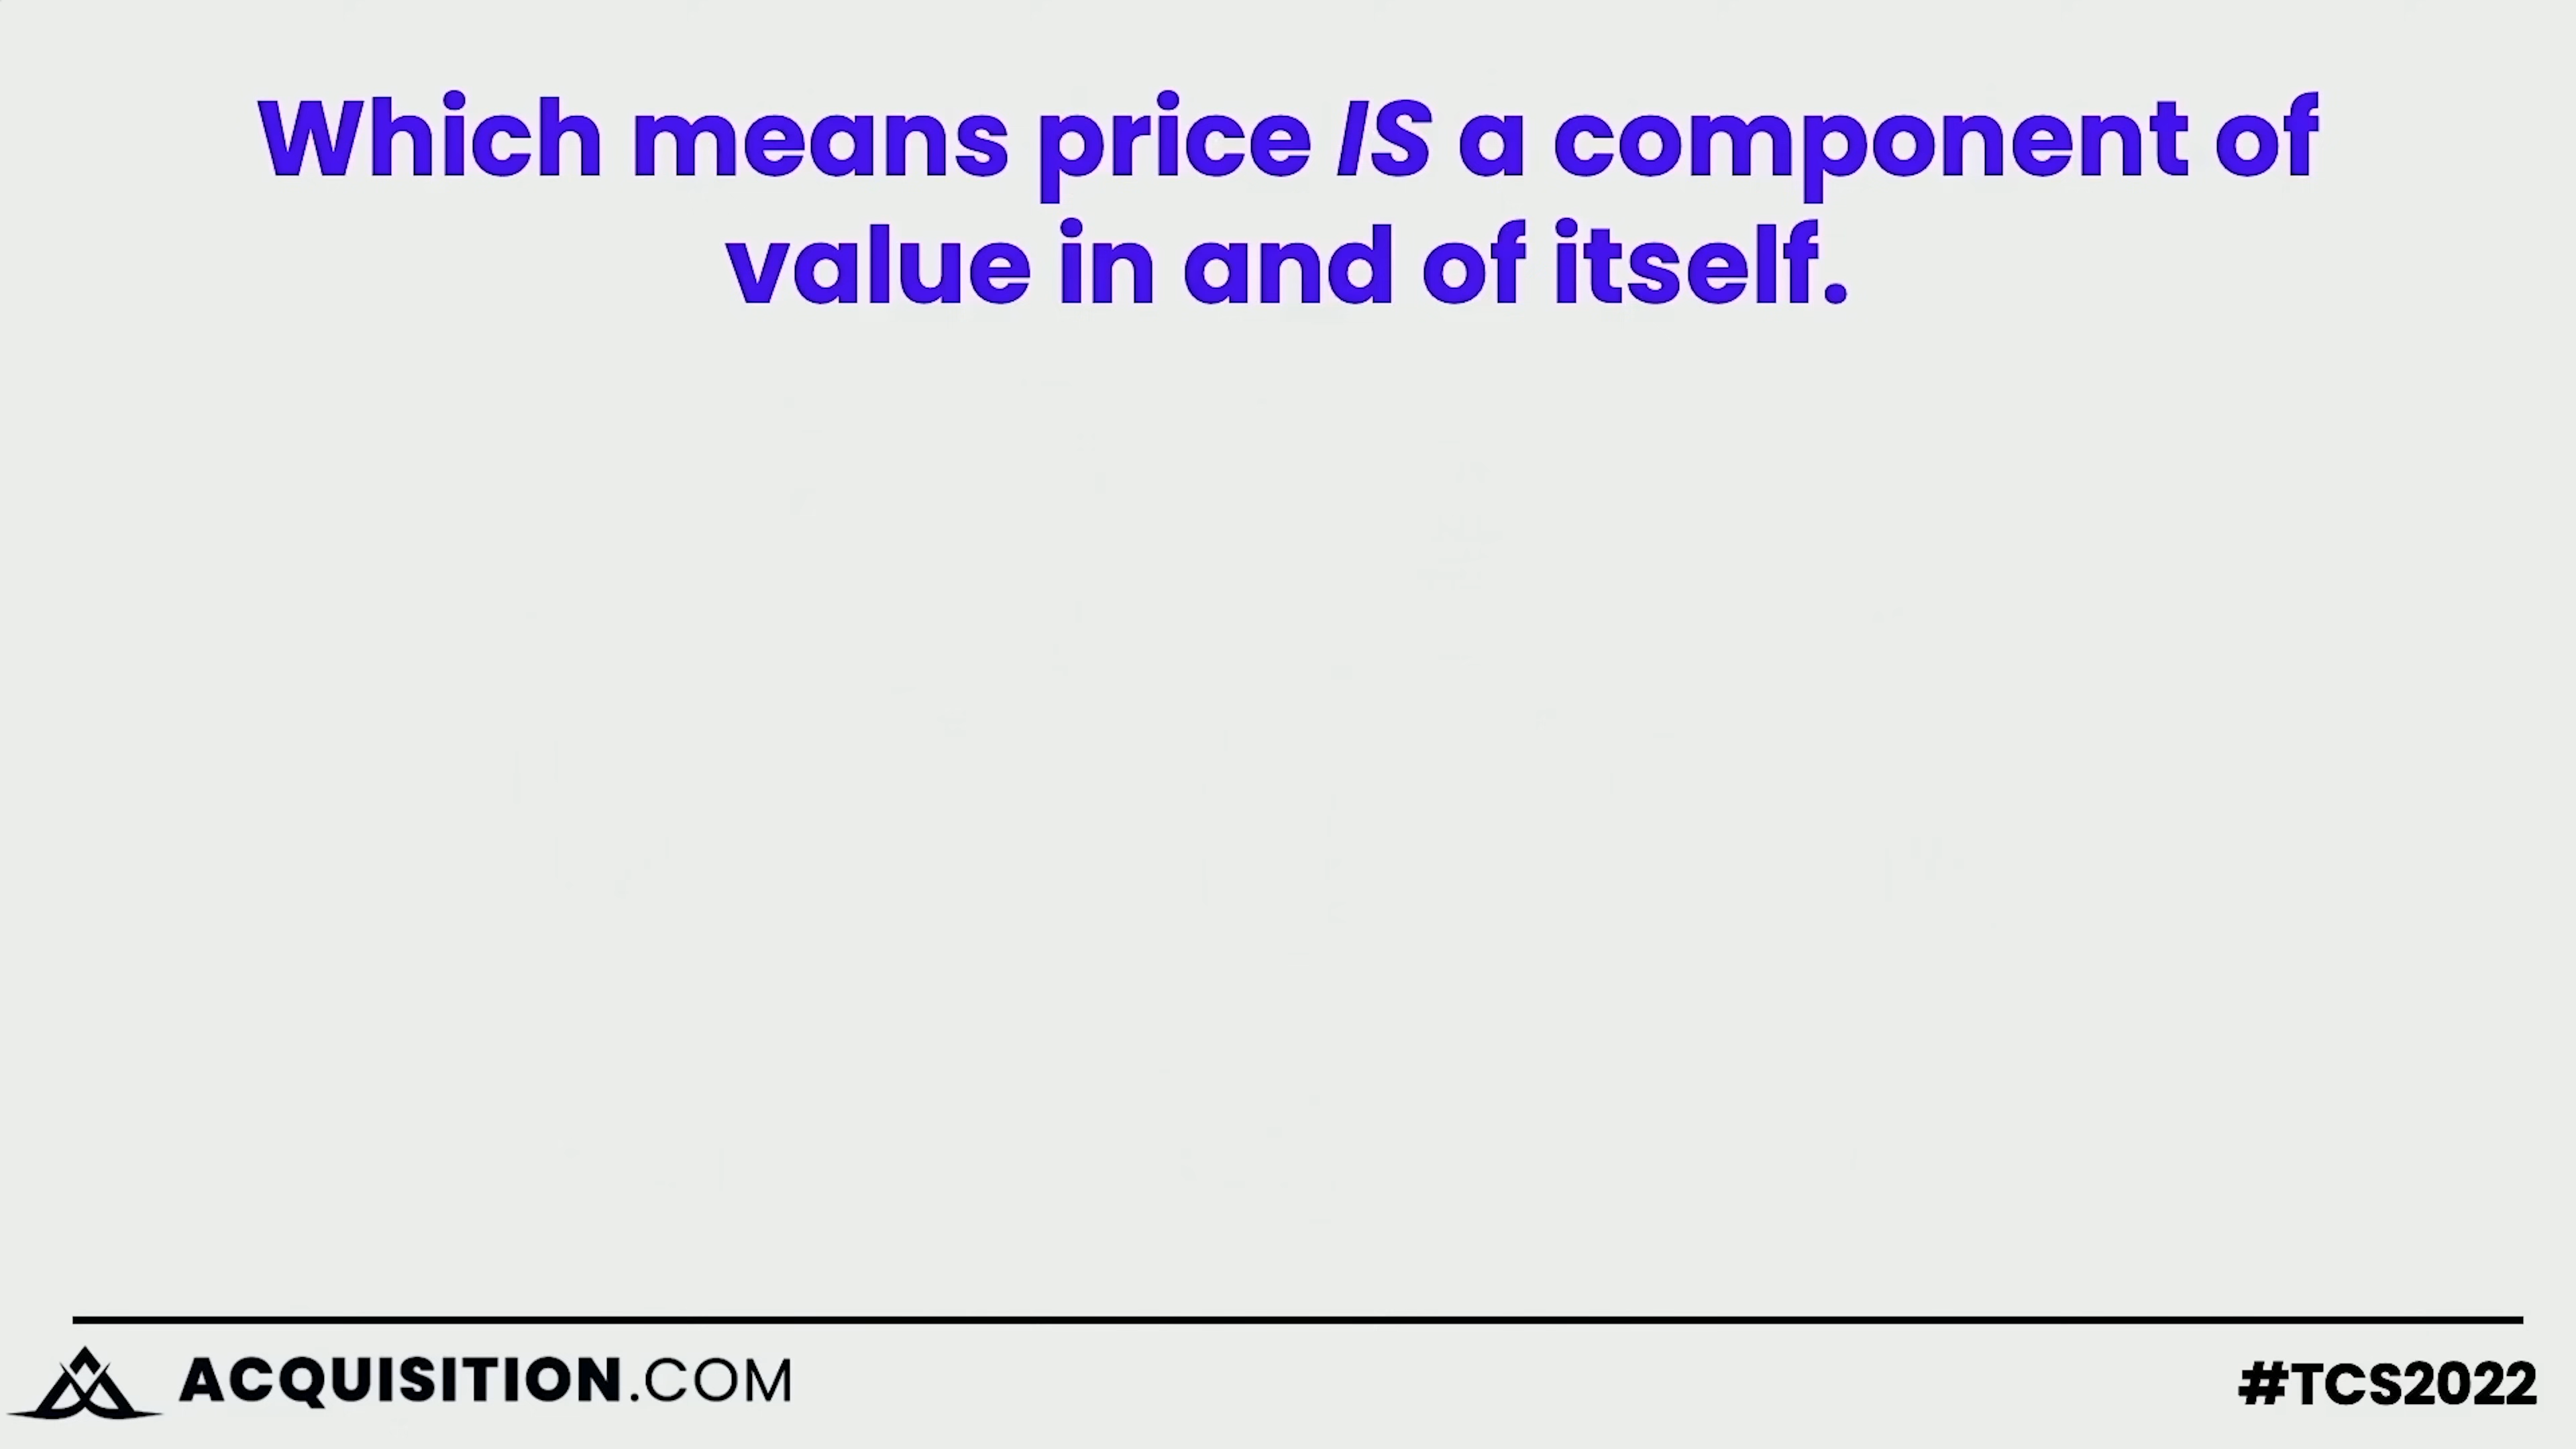 Which means price IS a component of
value in and of itself.
ACQUISITION.COM
#TCS2022